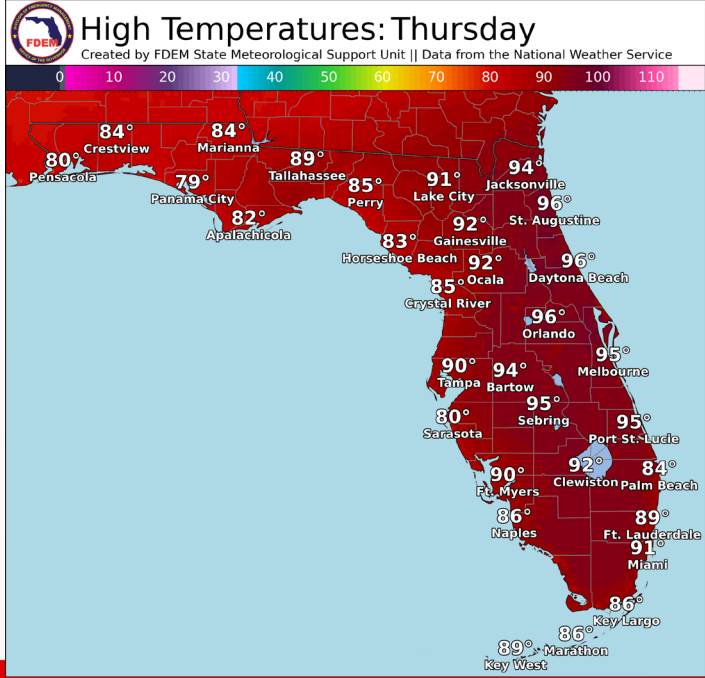 High Temperatures: Thursday
Created by FDEM State Meteorological Support Unit || Data from the National Weather Service
FDEM
0 10 20 30 40 50 60 70 80 90 100 110
84°
Crestview
84°
Marianna
80°
Pensacola
89°
Tallahassee
79°
Panama City
85°
Perry
91°
Lake City
94°
Jacksonville
82°
Apalachicola
96°
St. Augustine
83°
Horseshoe Beach
92°
Gainesville
92°
Ocala
96°
Daytona Beach
85°
Crystal River
96°
Orlando
95°
Melbourne
90°
Tampa
94°
Bartow
95°
Sebring
80°
Sarasota
95°
Port St. Lucie
92°
Clewiston
84°
Palm Beach
90°
Ft. Myers
86°
Naples
89°
Ft. Lauderdale
91°
Miami
86°
Key Largo
86°
Marathon
89°
Key West